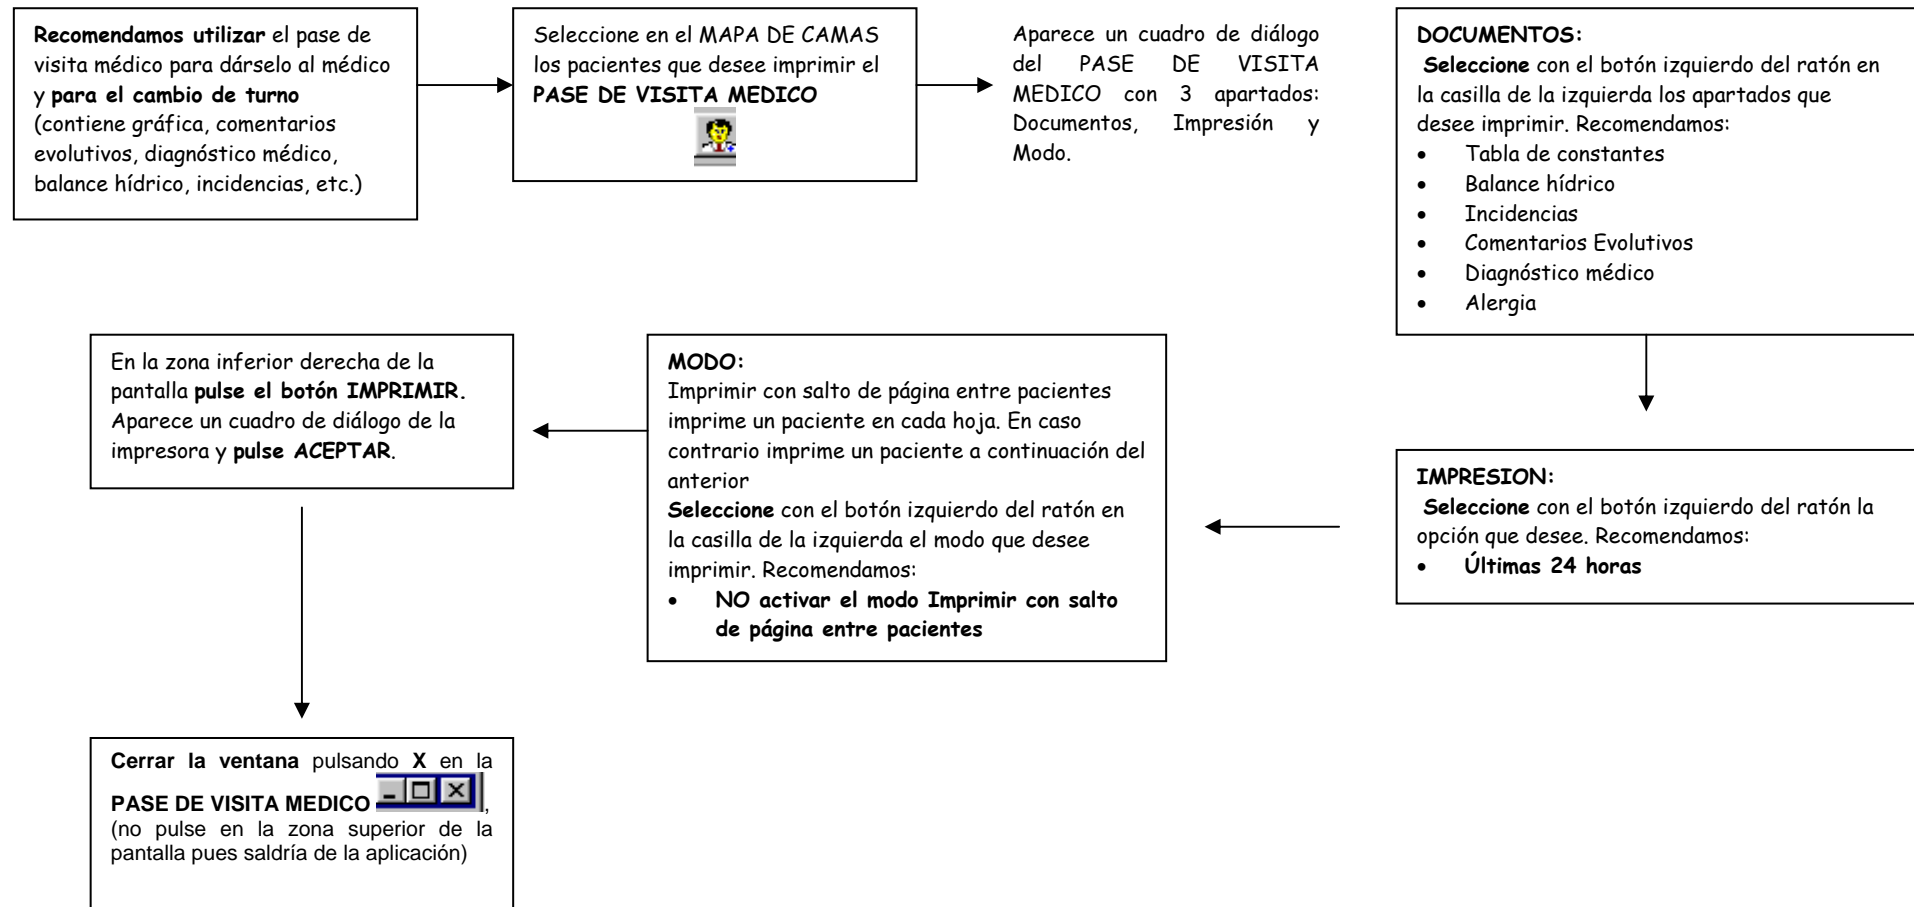 Recomendamos utilizar el pase de
visita médico para dárselo al médico
y para el cambio de turno
(contiene gráfica, comentarios
evolutivos, diagnóstico médico,
balance hídrico, incidencias, etc.)
Seleccione en el MAPA DE CAMAS
los pacientes que desee imprimir el
PASE DE VISITA MEDICO
Aparece un cuadro de diálogo
del PASE DE VISITA
MEDICO con 3 apartados:
Documentos, Impresión y
Modo.
DOCUMENTOS:
Seleccione con el botón izquierdo del ratón en
la casilla de la izquierda los apartados que
desee imprimir. Recomendamos:
• Tabla de constantes
• Balance hídrico
• Incidencias
• Comentarios Evolutivos
• Diagnóstico médico
• Alergia
IMPRESION:
Seleccione con el botón izquierdo del ratón la
opción que desee. Recomendamos:
• Últimas 24 horas
MODO:
Imprimir con salto de página entre pacientes
imprime un paciente en cada hoja. En caso
contrario imprime un paciente a continuación del
anterior
Seleccione con el botón izquierdo del ratón en
la casilla de la izquierda el modo que desee
imprimir. Recomendamos:
• NO activar el modo Imprimir con salto
de página entre pacientes
En la zona inferior derecha de la
pantalla pulse el botón IMPRIMIR.
Aparece un cuadro de diálogo de la
impresora y pulse ACEPTAR.
Cerrar la ventana pulsando X en la
PASE DE VISITA MEDICO ,
(no pulse en la zona superior de la
pantalla pues saldría de la aplicación)